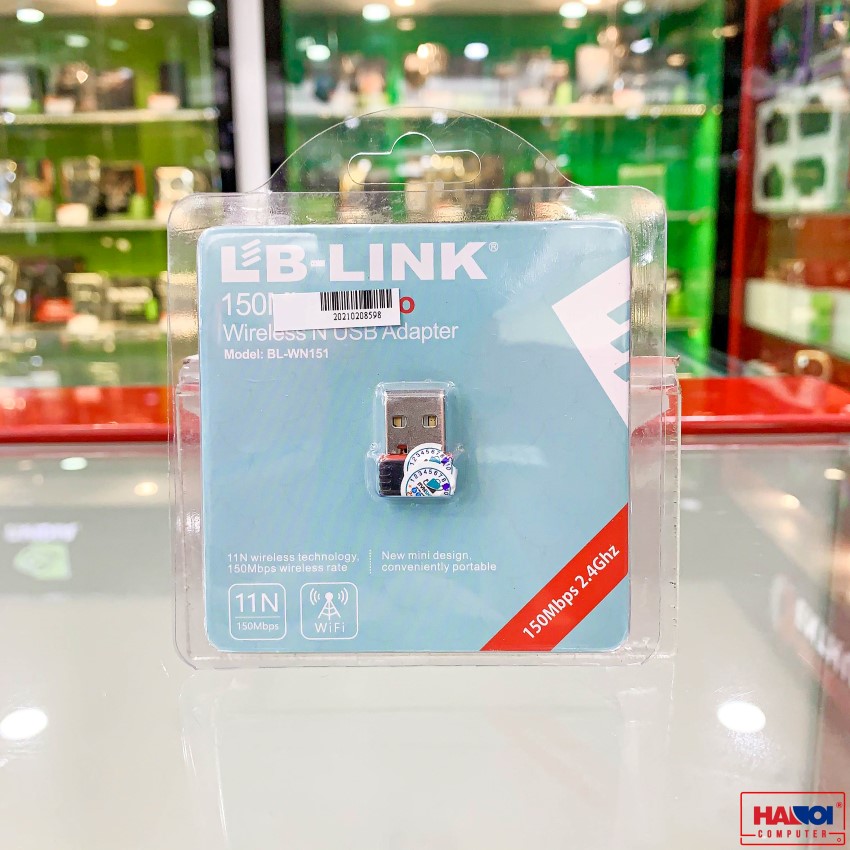 LB-LINK®
150M
20210208598
Wireless N USB Adapter
Model: BL-WN151
11N wireless technology,
150Mbps wireless rate
New mini design,
conveniently portable
11N
150Mbps
WiFi
150Mbps 2.4Ghz
HANOI
COMPUTER